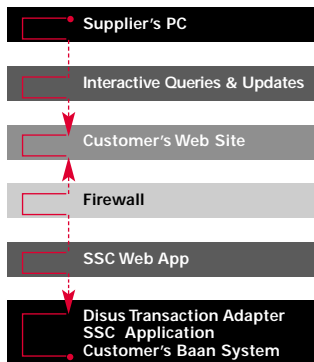 Supplier's PC
Interactive Queries & Updates
Customer's Web Site
Firewall
SSC Web App
Disus Transaction Adapter
SSC Application
Customer's Baan System